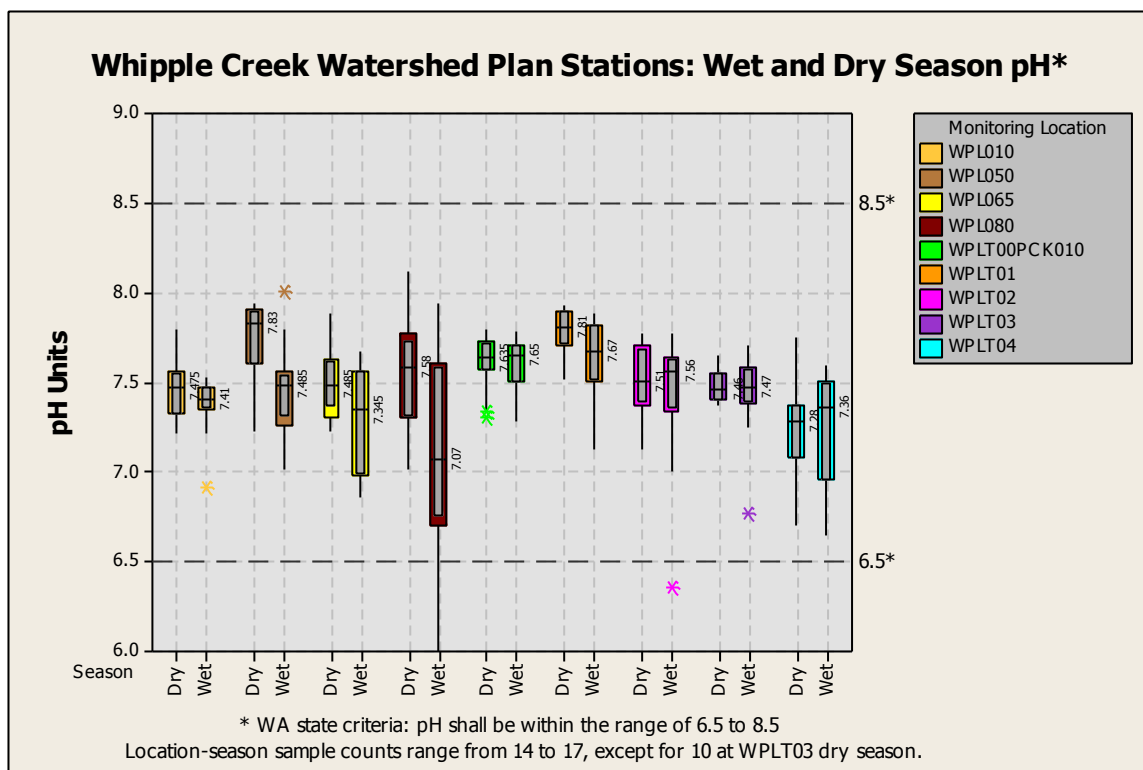 Whipple Creek Watershed Plan Stations: Wet and Dry Season pH*
pH Units
9.0
8.5
8.0
7.5
7.0
6.5
6.0
8.5*
6.5*
7.475
7.41
7.83
7.485
7.485
7.345
7.58
7.07
7.635
7.65
7.81
7.67
7.51
7.56
7.46
7.47
7.28
7.36
Season
Dry
Wet
Dry
Wet
Dry
Wet
Dry
Wet
Dry
Wet
Dry
Wet
Dry
Wet
Dry
Wet
Dry
Wet
Monitoring Location
WPL010
WPL050
WPL065
WPL080
WPLT00PCK010
WPLT01
WPLT02
WPLT03
WPLT04
* WA state criteria: pH shall be within the range of 6.5 to 8.5
Location-season sample counts range from 14 to 17, except for 10 at WPLT03 dry season.